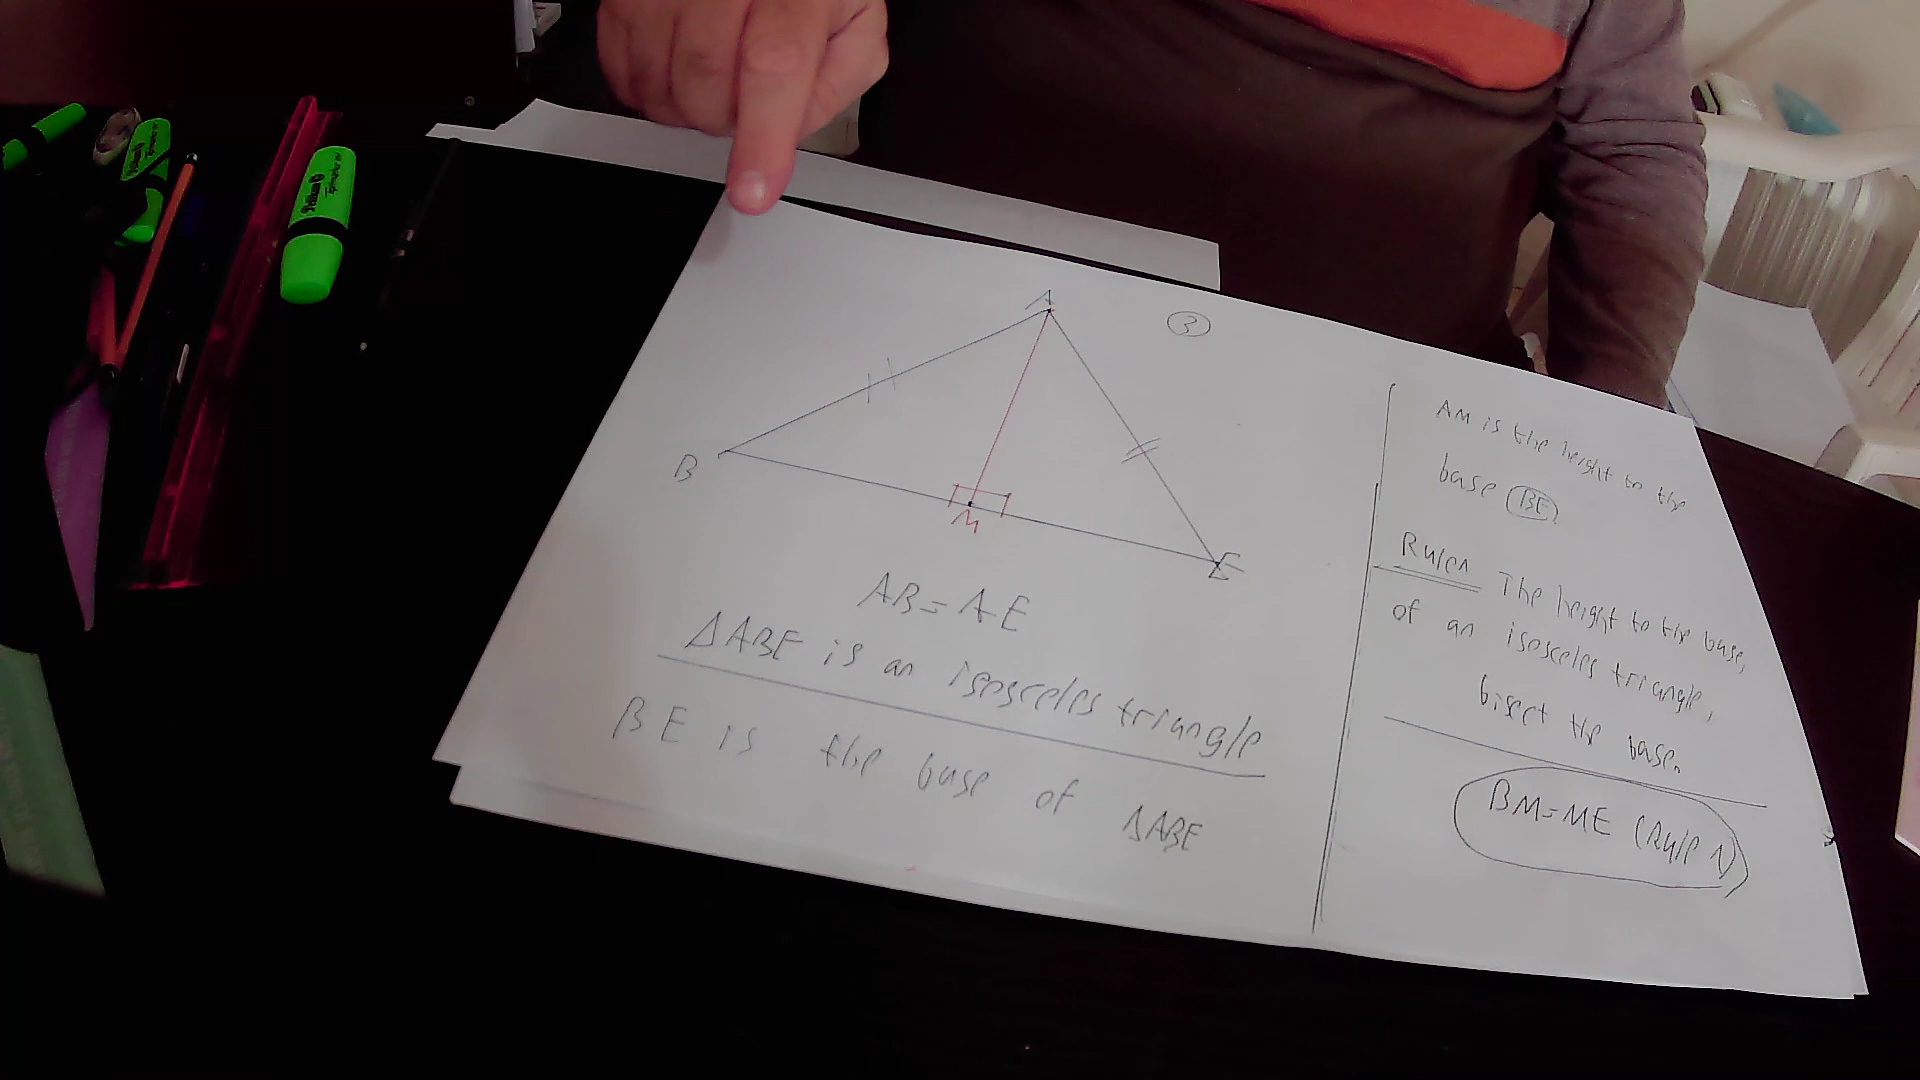 A
3
B
M
E
AB=AE
ΔABE is an isosceles triangle
BE is the base of ΔABE
AM is the height to the
base BE
Rule1 The height to the base,
of an isosceles triangle,
bisect the base.
BM=ME (Rule 1)